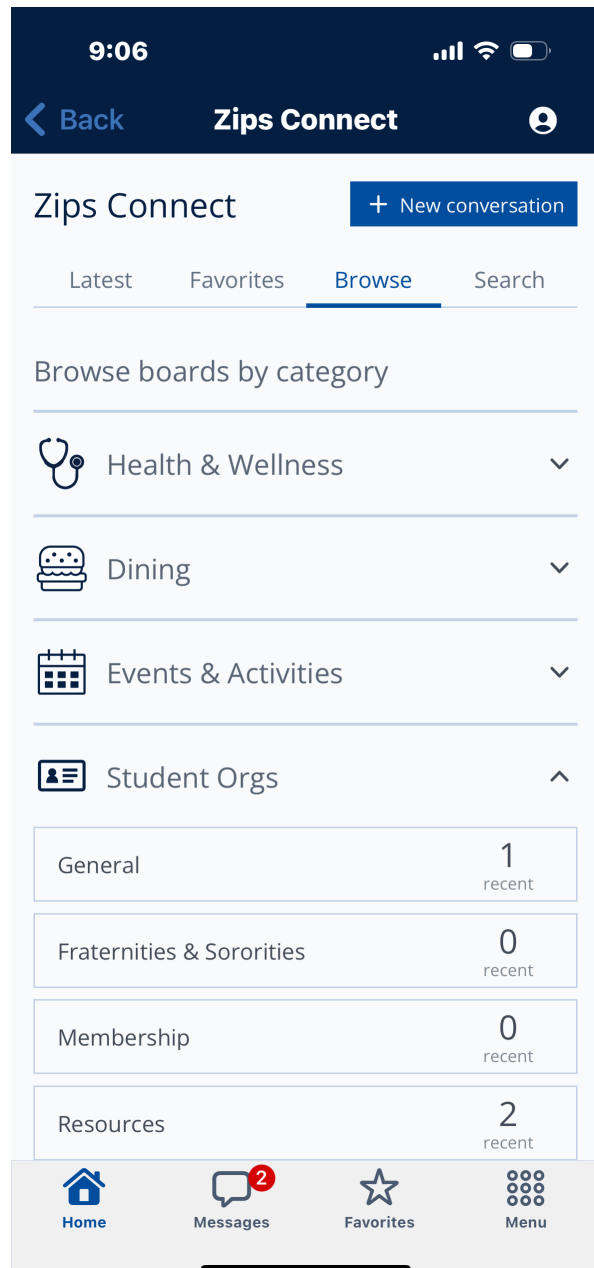 9:06
Back
Zips Connect
Zips Connect
+ New conversation
Latest
Favorites
Browse
Search
Browse boards by category
Health & Wellness
Dining
Events & Activities
Student Orgs
General
1
recent
Fraternities & Sororities
0
recent
Membership
0
recent
Resources
2
recent
2
Home
Messages
Favorites
Menu